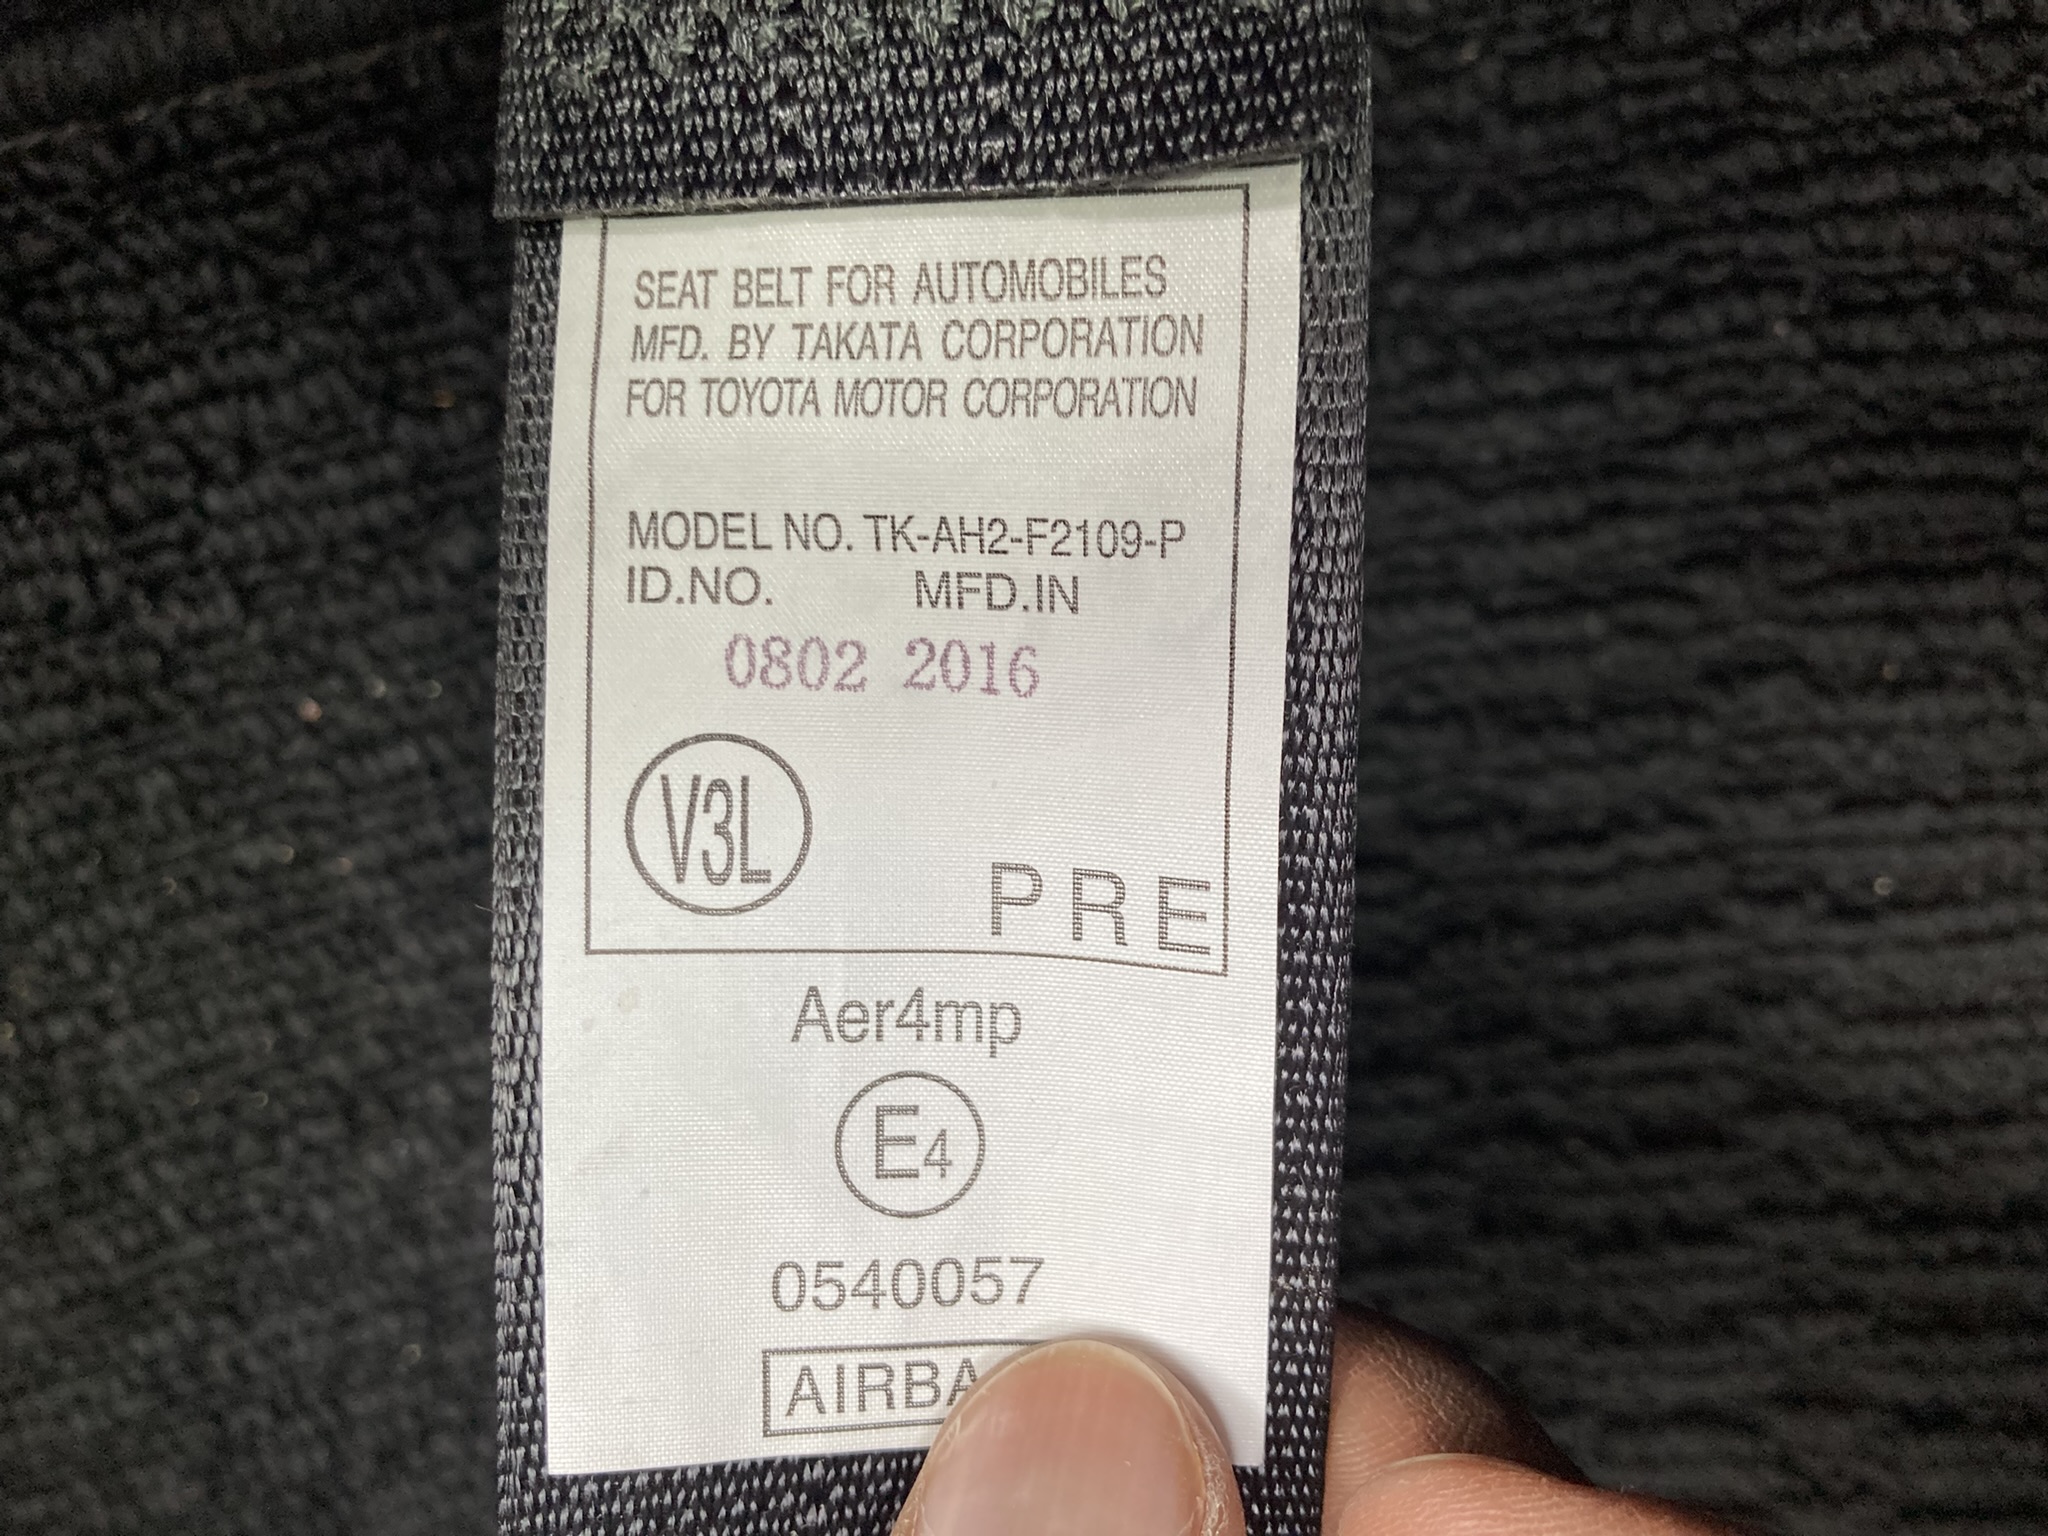 SEAT BELT FOR AUTOMOBILES
MFD. BY TAKATA CORPORATION
FOR TOYOTA MOTOR CORPORATION
MODEL NO. TK-AH2-F2109-P
ID.NO. MFD.IN
0802 2016
V3L
PRE
Aer4mp
E4
0540057